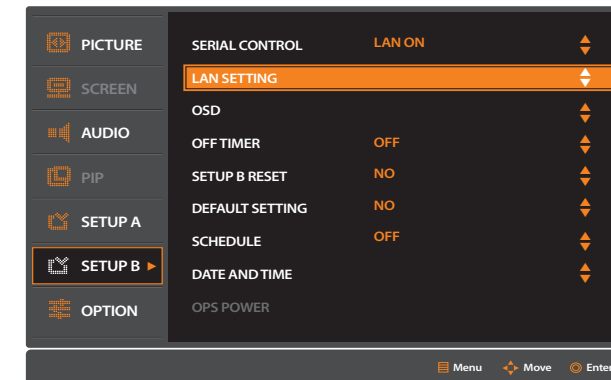 PICTURE
SCREEN
AUDIO
PIP
SETUP A
SETUP B
OPTION
SERIAL CONTROL LAN ON
LAN SETTING
OSD
OFF TIMER OFF
SETUP B RESET NO
DEFAULT SETTING NO
SCHEDULE OFF
DATE AND TIME
OPS POWER
Menu Move Enter